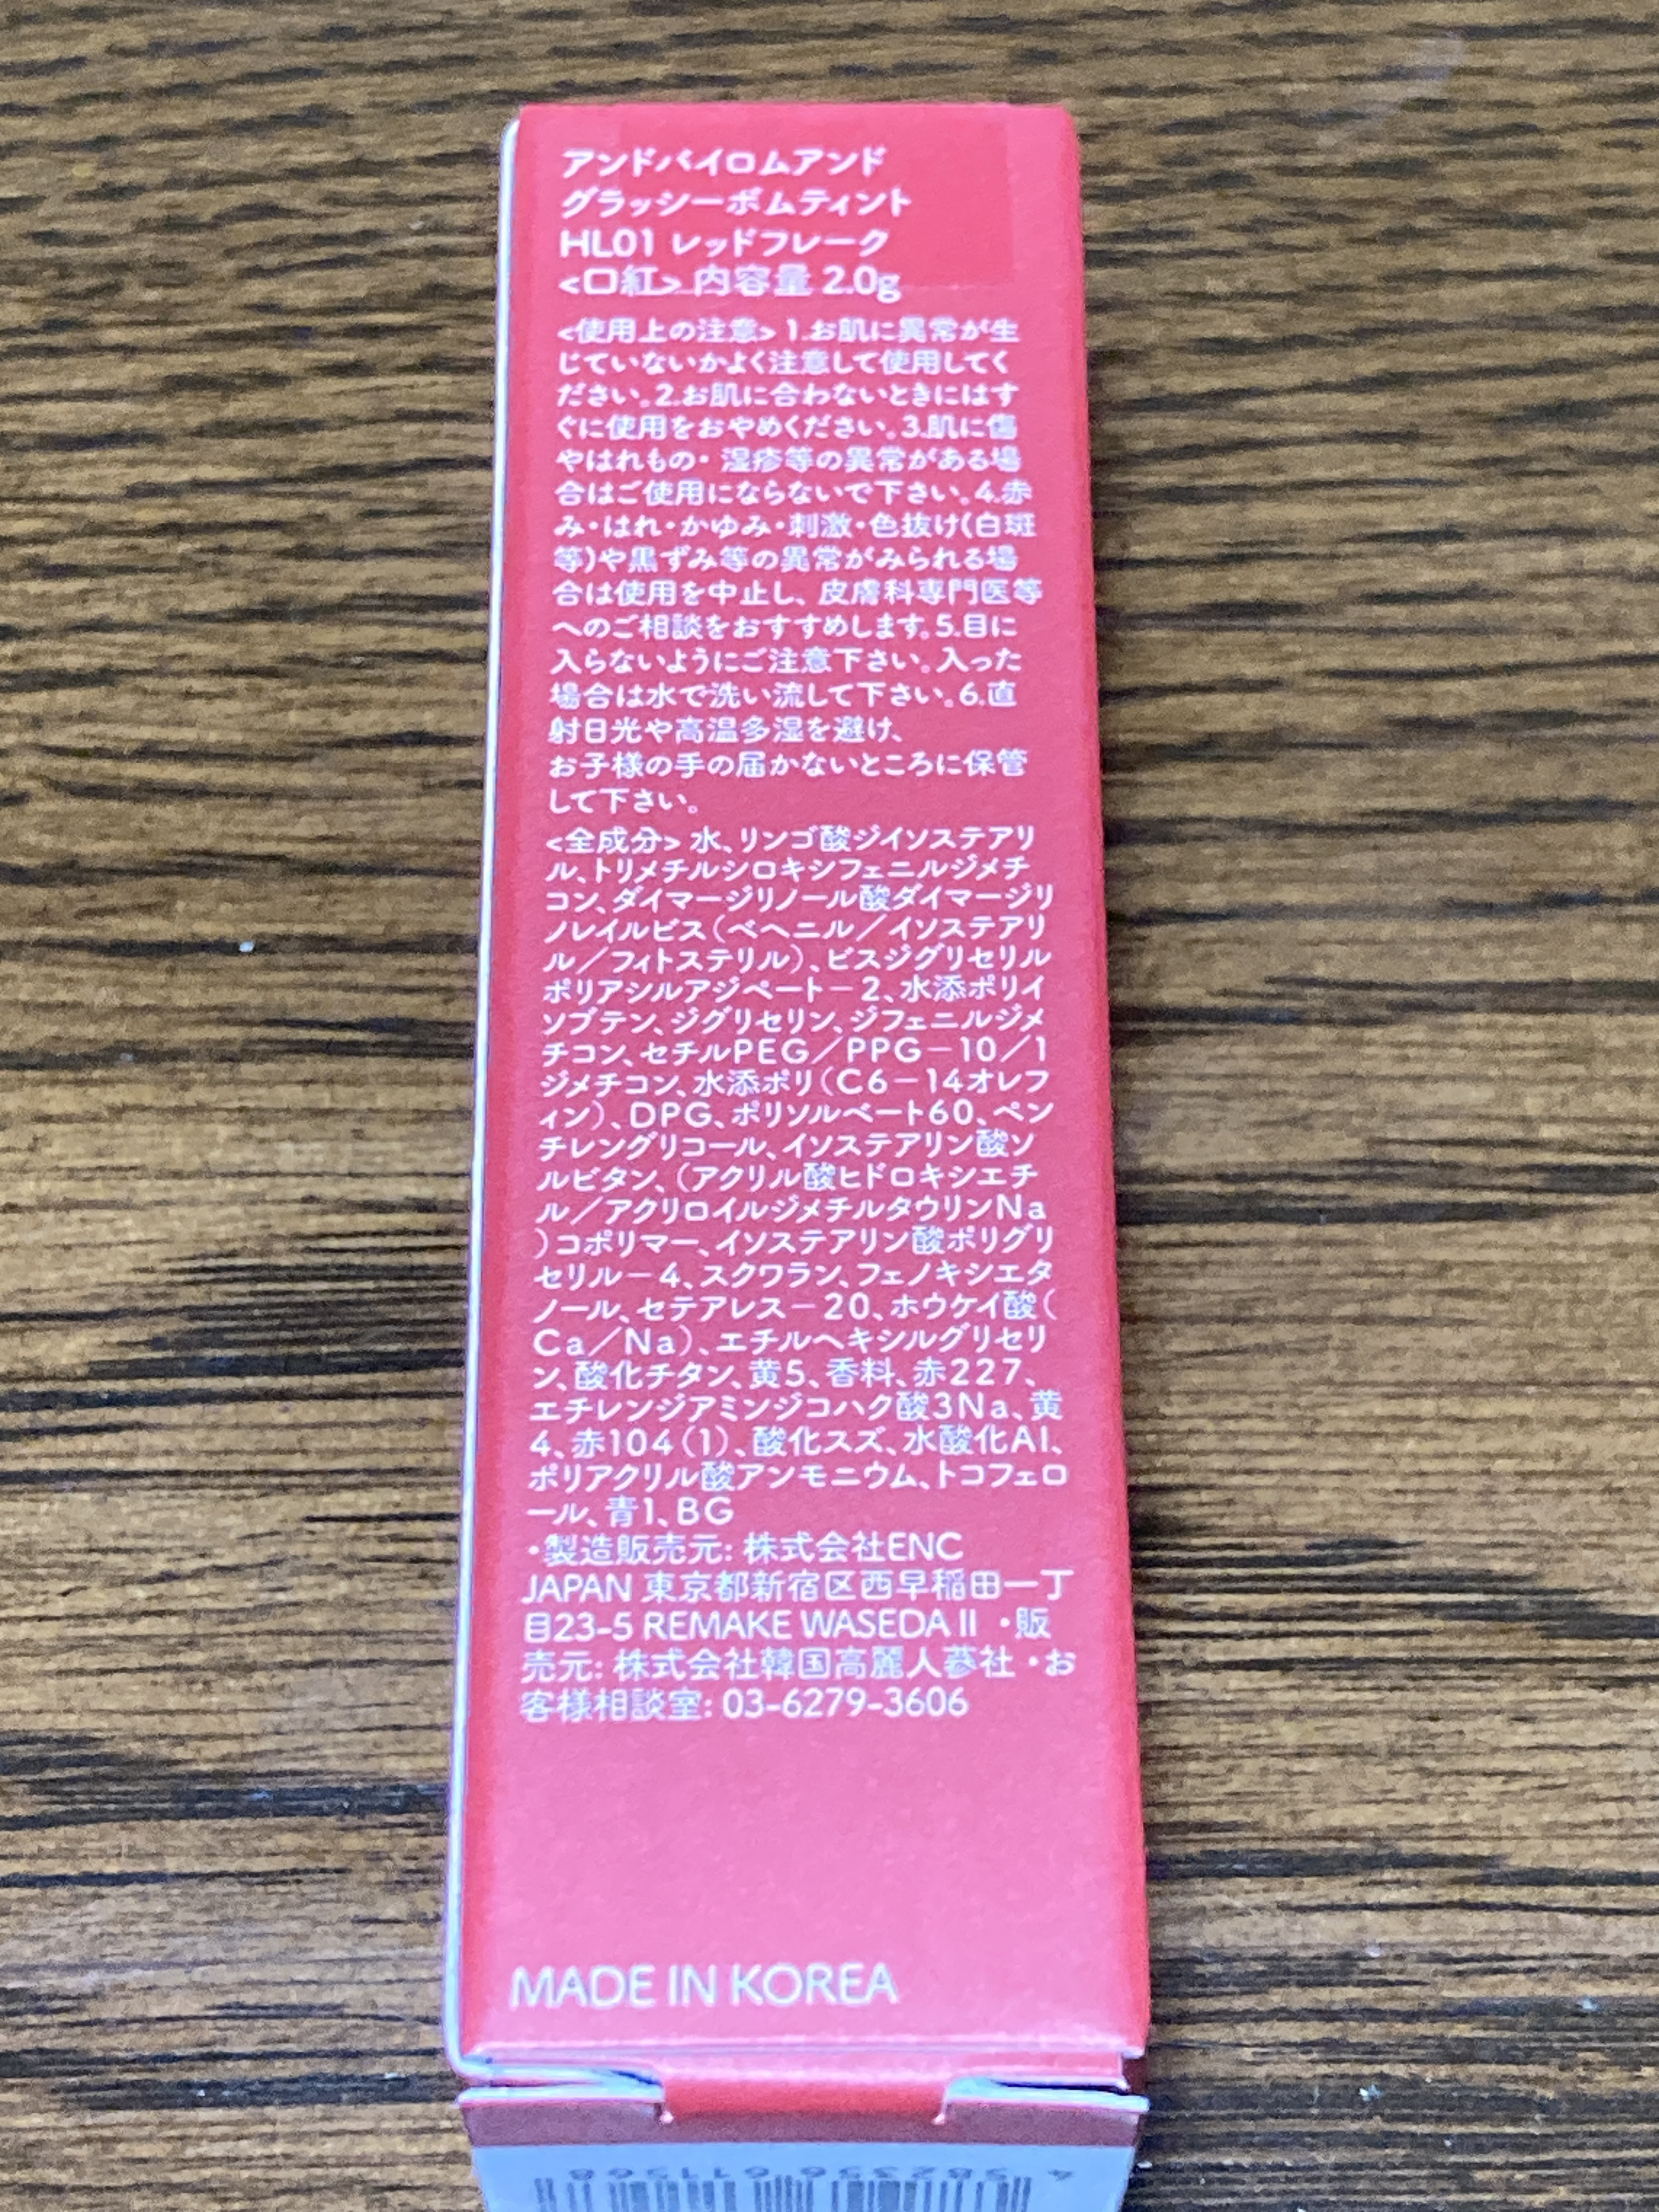 アンドバイロムアンド
グラッシーボムティント
HL01 レッドフレーク
<口紅> 内容量 2.0g
<使用上の注意> 1.お肌に異常が生
じていないかよく注意して使用してく
ださい。2.お肌に合わないときにはす
ぐに使用をおやめください。3.肌に傷
やはれもの・湿疹等の異常がある場
合はご使用にならないで下さい。4.赤
み・はれ・かゆみ・刺激・色抜け(白斑
等)や黒ずみ等の異常がみられる場
合は使用を中止し、皮膚科専門医等
へのご相談をおすすめします。5.目に
入らないようにご注意下さい。入った
場合は水で洗い流して下さい。6.直
射日光や高温多湿を避け、
お子様の手の届かないところに保管
して下さい。
<全成分> 水、リンゴ酸ジイソステアリ
ル、トリメチルシロキシフェニルジメチ
コン、ダイマージリノール酸ダイマージリ
ノレイルビス（ベヘニル／イソステアリ
ル／フィトステリル）、ビスジグリセリル
ポリアシルアジペート－2、水添ポリイ
ソブテン、ジグリセリン、ジフェニルジメ
チコン、セチルPEG／PPG－10／1
ジメチコン、水添ポリ（C6－14オレフ
ィン）、DPG、ポリソルベート60、ペン
チレングリコール、イソステアリン酸ソ
ルビタン、（アクリル酸ヒドロキシエチ
ル／アクリロイルジメチルタウリンNa
）コポリマー、イソステアリン酸ポリグリ
セリル－4、スクワラン、フェノキシエタ
ノール、セテアレス－20、ホウケイ酸（
Ca／Na）、エチルヘキシルグリセリ
ン、酸化チタン、黄5、香料、赤227、
エチレンジアミンジコハク酸3Na、黄
4、赤104（1）、酸化スズ、水酸化Al、
ポリアクリル酸アンモニウム、トコフェロ
ール、青1、BG
・製造販売元: 株式会社ENC
JAPAN 東京都新宿区西早稲田一丁
目23-5 REMAKE WASEDA II ・販
売元: 株式会社韓国高麗人蔘社 ・お
客様相談室: 03-6279-3606
MADE IN KOREA